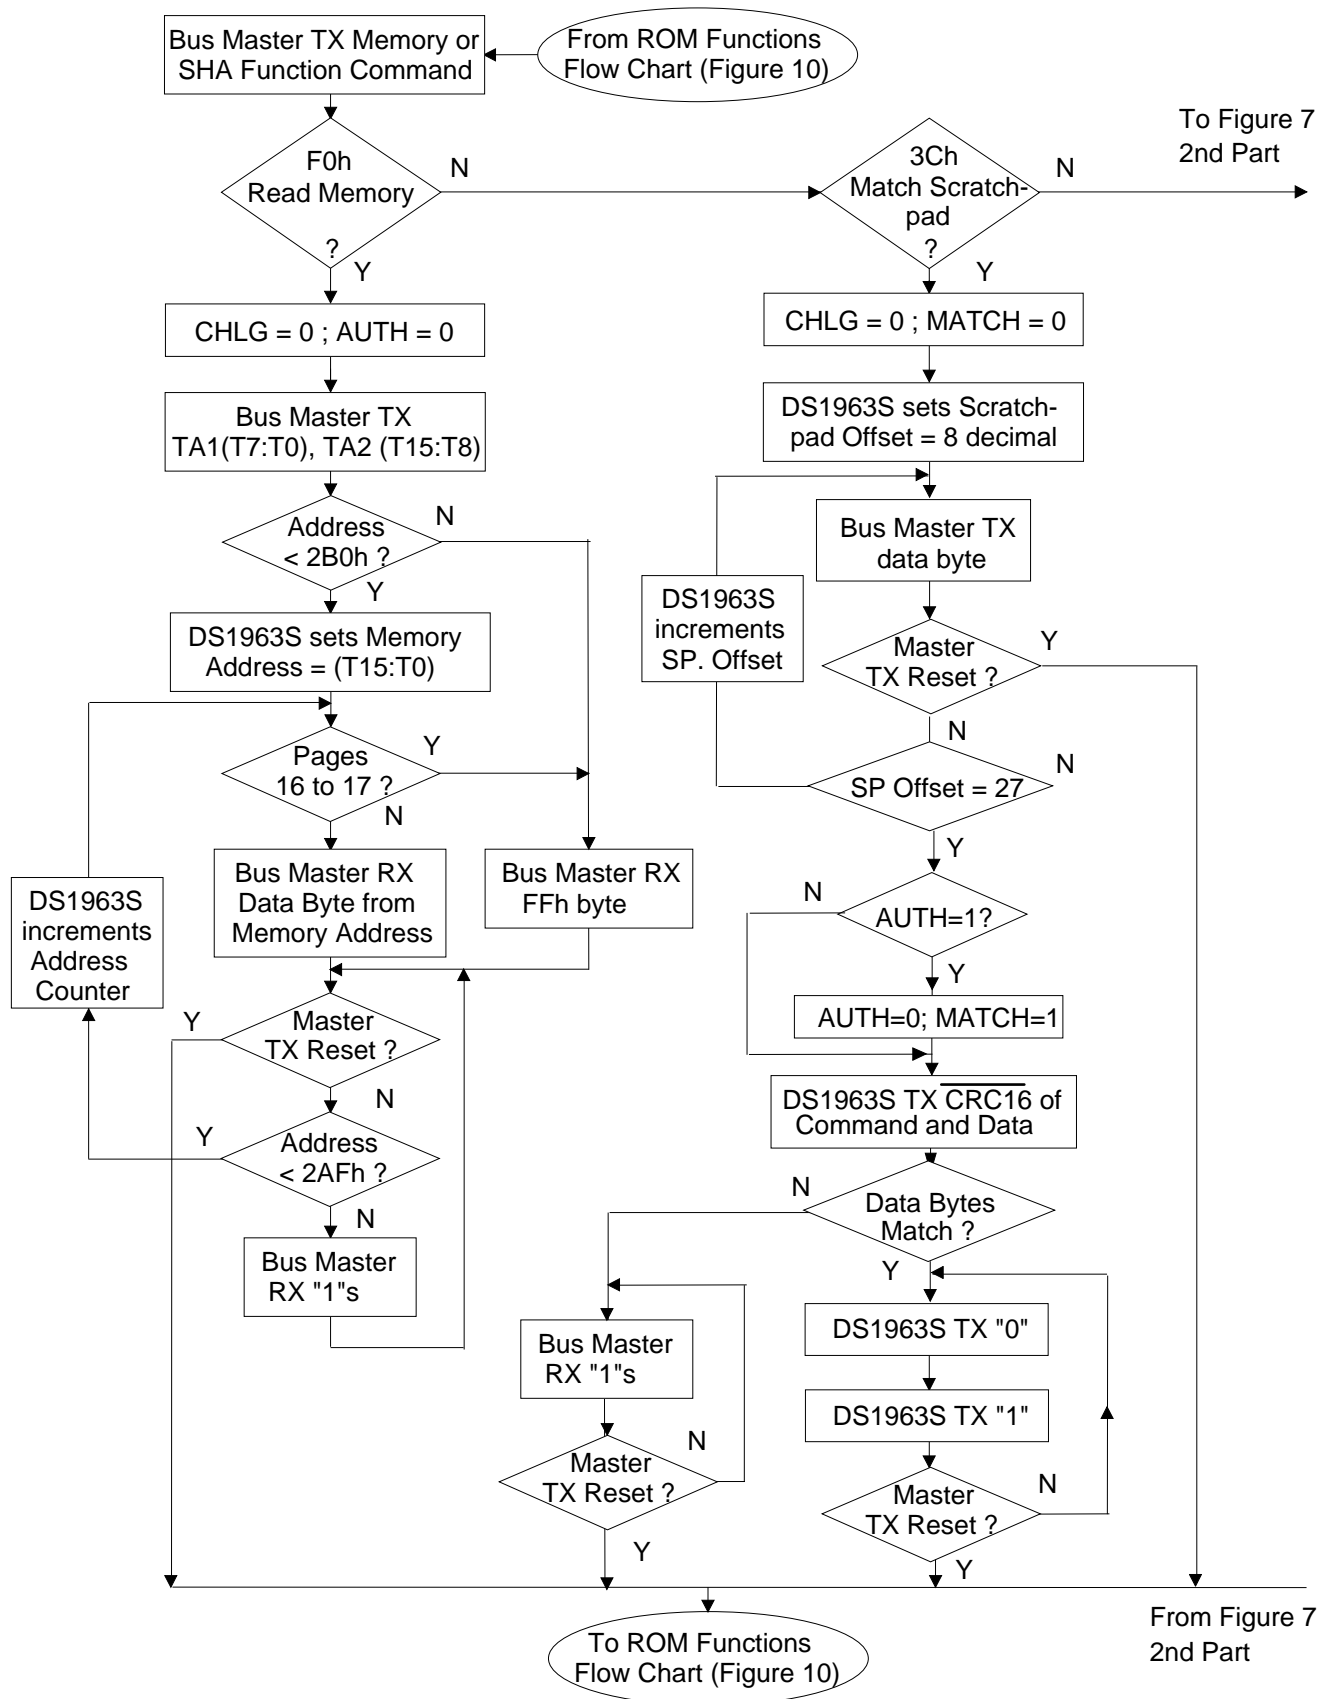 Bus Master TX Memory or
SHA Function Command
From ROM Functions
Flow Chart (Figure 10)
To Figure 7
2nd Part
F0h
Read Memory
?
N
Y
3Ch
Match Scratch-
pad
?
N
Y
CHLG = 0 ; AUTH = 0
Bus Master TX
TA1(T7:T0), TA2 (T15:T8)
Address
< 2B0h ?
N
Y
DS1963S sets Memory
Address = (T15:T0)
Pages
16 to 17 ?
Y
N
Bus Master RX
Data Byte from
Memory Address
Bus Master RX
FFh byte
DS1963S
increments
Address
Counter
Master
TX Reset ?
Y
N
Address
< 2AFh ?
Y
N
Bus Master
RX "1"s
CHLG = 0 ; MATCH = 0
DS1963S sets Scratch-
pad Offset = 8 decimal
Bus Master TX
data byte
DS1963S
increments
SP. Offset
Master
TX Reset ?
Y
N
SP Offset = 27
N
Y
AUTH=1?
N
Y
AUTH=0; MATCH=1
DS1963S TX CRC16 of
Command and Data
Data Bytes
Match ?
N
Y
Bus Master
RX "1"s
Master
TX Reset ?
N
Y
DS1963S TX "0"
DS1963S TX "1"
Master
TX Reset ?
N
Y
From Figure 7
2nd Part
To ROM Functions
Flow Chart (Figure 10)